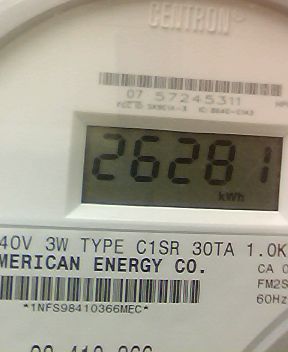 CENTRON
07 57245311
26281
kWh
40V 3W TYPE C1SR 30TA 1.0K
MERICAN ENERGY CO.
CA 0
FM2S
60Hz
*1NFS98410366MEC*